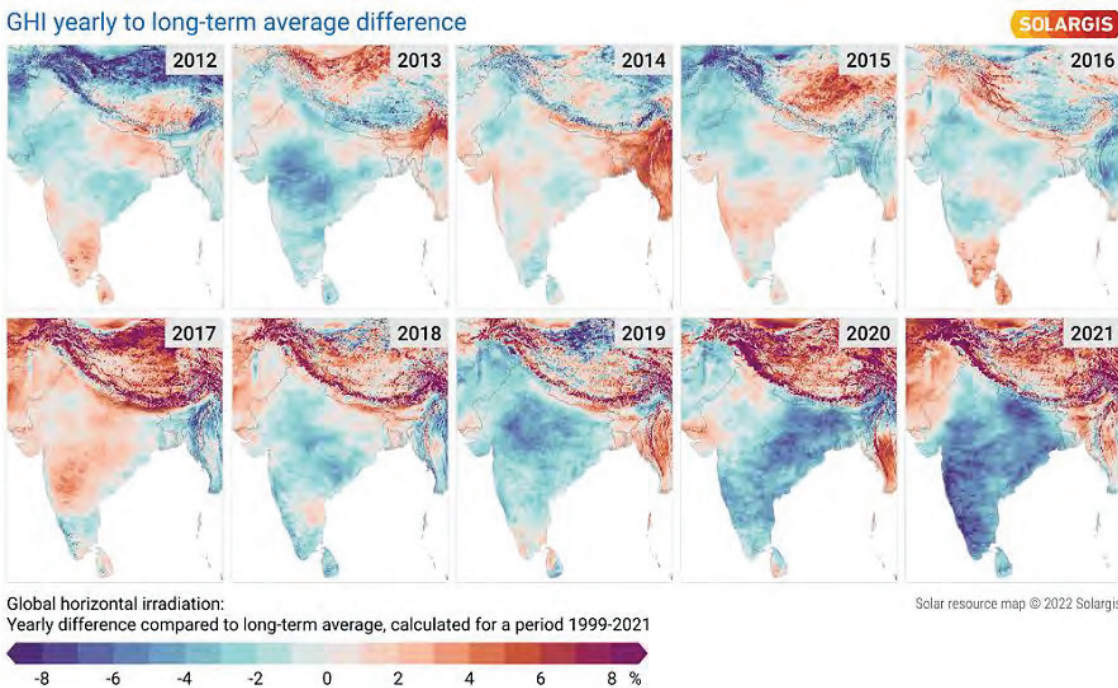 GHI yearly to long-term average difference
SOLARGIS
2012
2013
2014
2015
2016
2017
2018
2019
2020
2021
Global horizontal irradiation:
Solar resource map © 2022 Solargis
Yearly difference compared to long-term average, calculated for a period 1999-2021
-8 -6 -4 -2 0 2 4 6 8 %